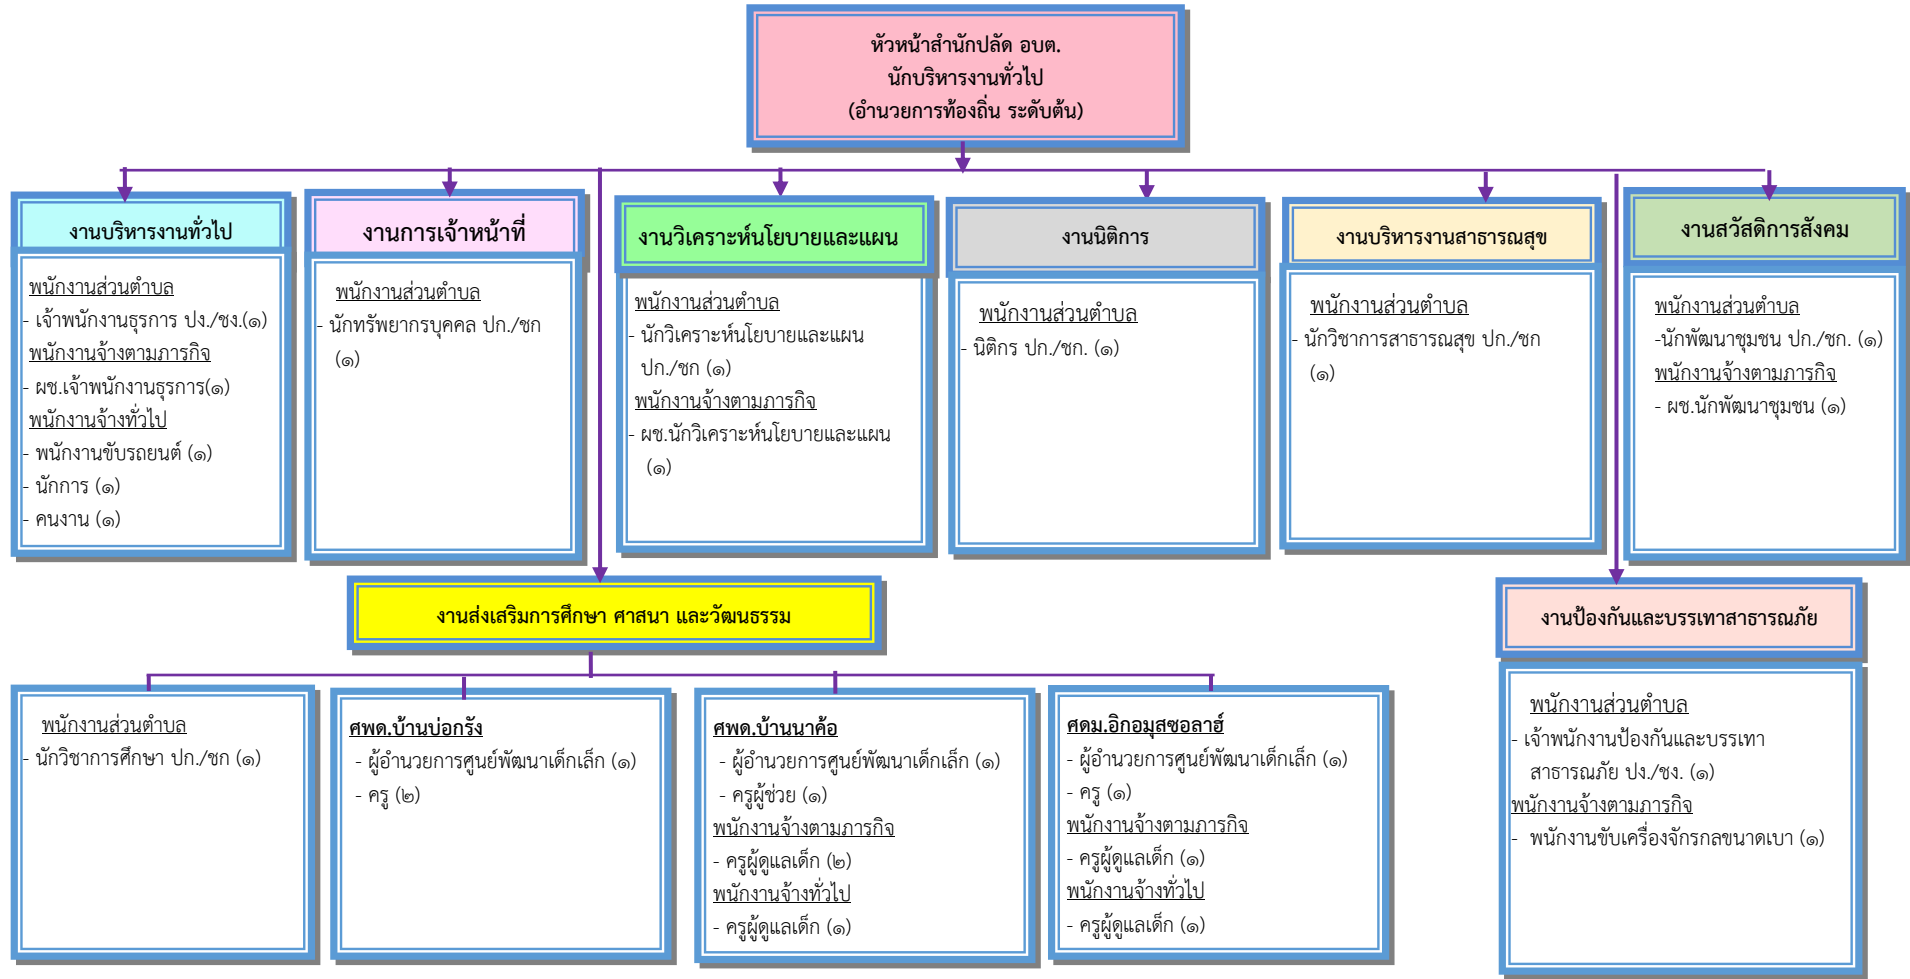 หัวหน้าสำนักปลัด อบต.
นักบริหารงานทั่วไป
(อำนวยการท้องถิ่น ระดับต้น)
งานบริหารงานทั่วไป
พนักงานส่วนตำบล
- เจ้าพนักงานธุรการ ปง./ชง.(๑)
พนักงานจ้างตามภารกิจ
- ผช.เจ้าพนักงานธุรการ(๑)
พนักงานจ้างทั่วไป
- พนักงานขับรถยนต์ (๑)
- นักการ (๑)
- คนงาน (๑)
งานการเจ้าหน้าที่
พนักงานส่วนตำบล
- นักทรัพยากรบุคคล ปก./ชก
(๑)
งานวิเคราะห์นโยบายและแผน
พนักงานส่วนตำบล
- นักวิเคราะห์นโยบายและแผน
ปก./ชก (๑)
พนักงานจ้างตามภารกิจ
- ผช.นักวิเคราะห์นโยบายและแผน
(๑)
งานนิติการ
พนักงานส่วนตำบล
- นิติกร ปก./ชก. (๑)
งานบริหารงานสาธารณสุข
พนักงานส่วนตำบล
- นักวิชาการสาธารณสุข ปก./ชก
(๑)
งานสวัสดิการสังคม
พนักงานส่วนตำบล
-นักพัฒนาชุมชน ปก./ชก. (๑)
พนักงานจ้างตามภารกิจ
- ผช.นักพัฒนาชุมชน (๑)
งานส่งเสริมการศึกษา ศาสนา และวัฒนธรรม
พนักงานส่วนตำบล
- นักวิชาการศึกษา ปก./ชก (๑)
ศพด.บ้านบ่อกรัง
- ผู้อำนวยการศูนย์พัฒนาเด็กเล็ก (๑)
- ครู (๒)
ศพด.บ้านนาค้อ
- ผู้อำนวยการศูนย์พัฒนาเด็กเล็ก (๑)
- ครูผู้ช่วย (๑)
พนักงานจ้างตามภารกิจ
- ครูผู้ดูแลเด็ก (๒)
พนักงานจ้างทั่วไป
- ครูผู้ดูแลเด็ก (๑)
ศดม.อิกอมุสซอลาฮ์
- ผู้อำนวยการศูนย์พัฒนาเด็กเล็ก (๑)
- ครู (๑)
พนักงานจ้างตามภารกิจ
- ครูผู้ดูแลเด็ก (๑)
พนักงานจ้างทั่วไป
- ครูผู้ดูแลเด็ก (๑)
งานป้องกันและบรรเทาสาธารณภัย
พนักงานส่วนตำบล
- เจ้าพนักงานป้องกันและบรรเทา
สาธารณภัย ปง./ชง. (๑)
พนักงานจ้างตามภารกิจ
- พนักงานขับเครื่องจักรกลขนาดเบา (๑)